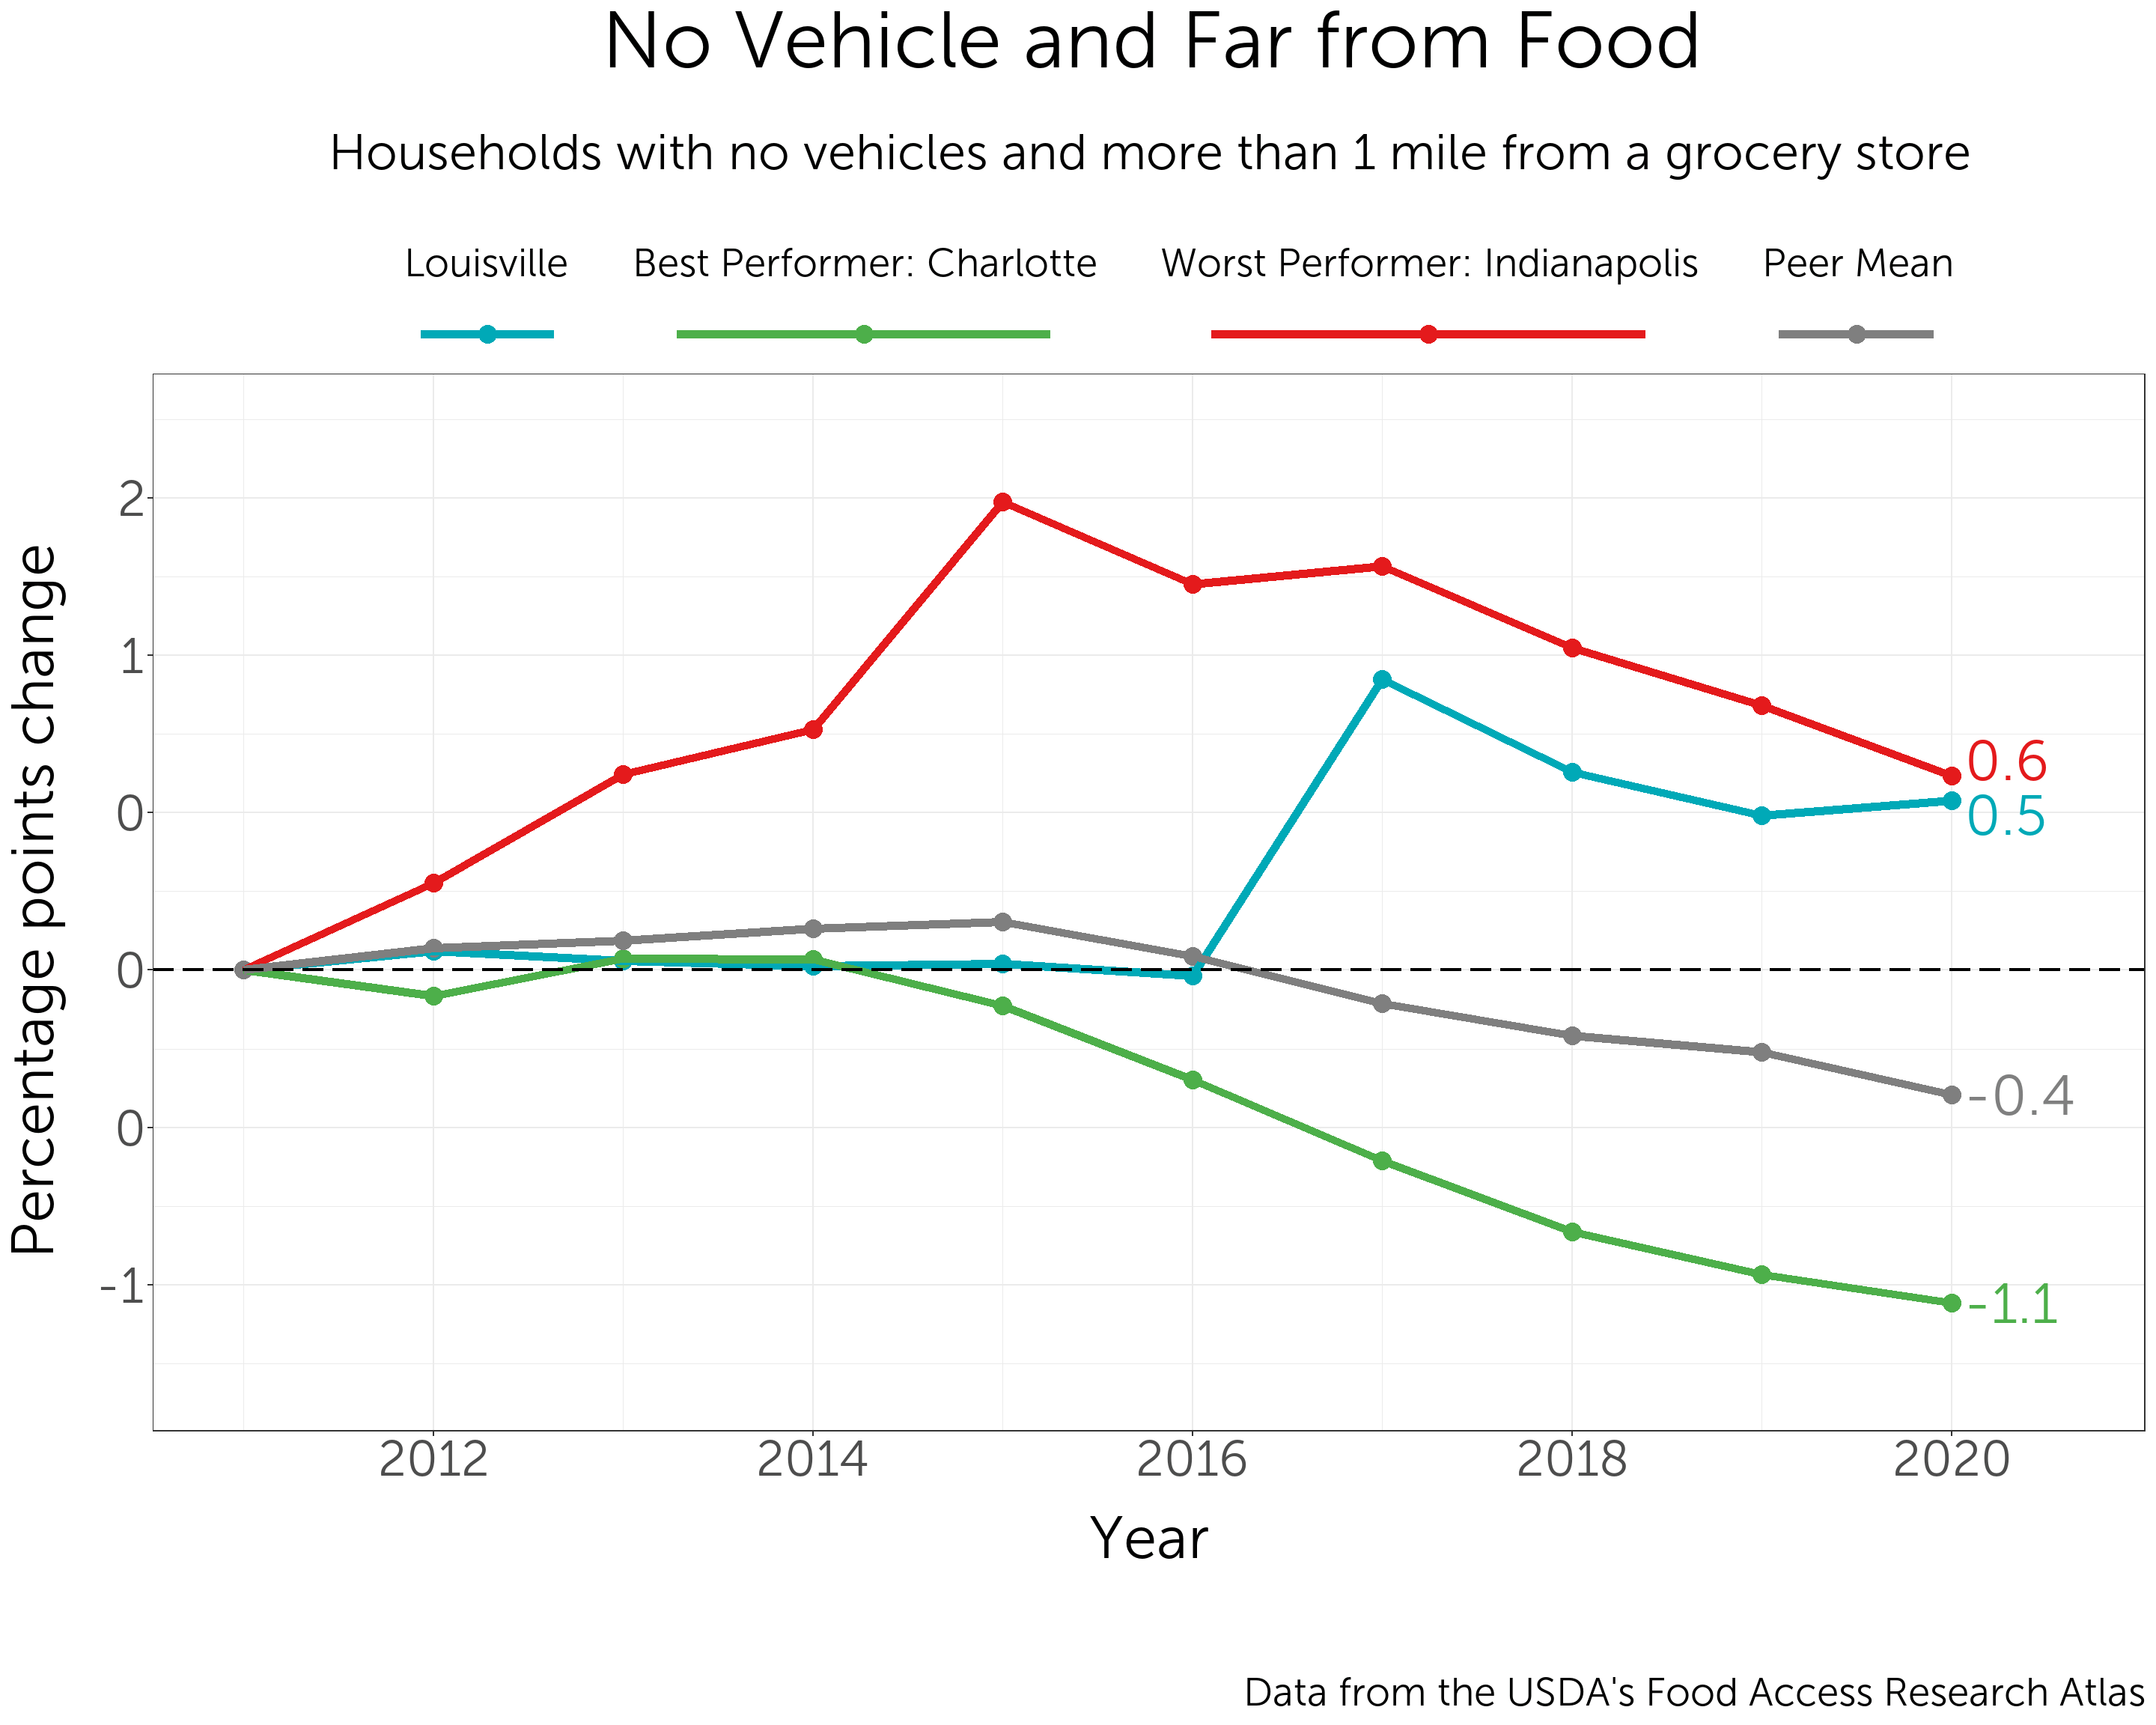 No Vehicle and Far from Food
Households with no vehicles and more than 1 mile from a grocery store
Louisville Best Performer: Charlotte Worst Performer: Indianapolis Peer Mean
Percentage points change
2
1
0
0
0
-1
0.6
0.5
-0.4
-1.1
2012 2014 2016 2018 2020
Year
Data from the USDA's Food Access Research Atlas